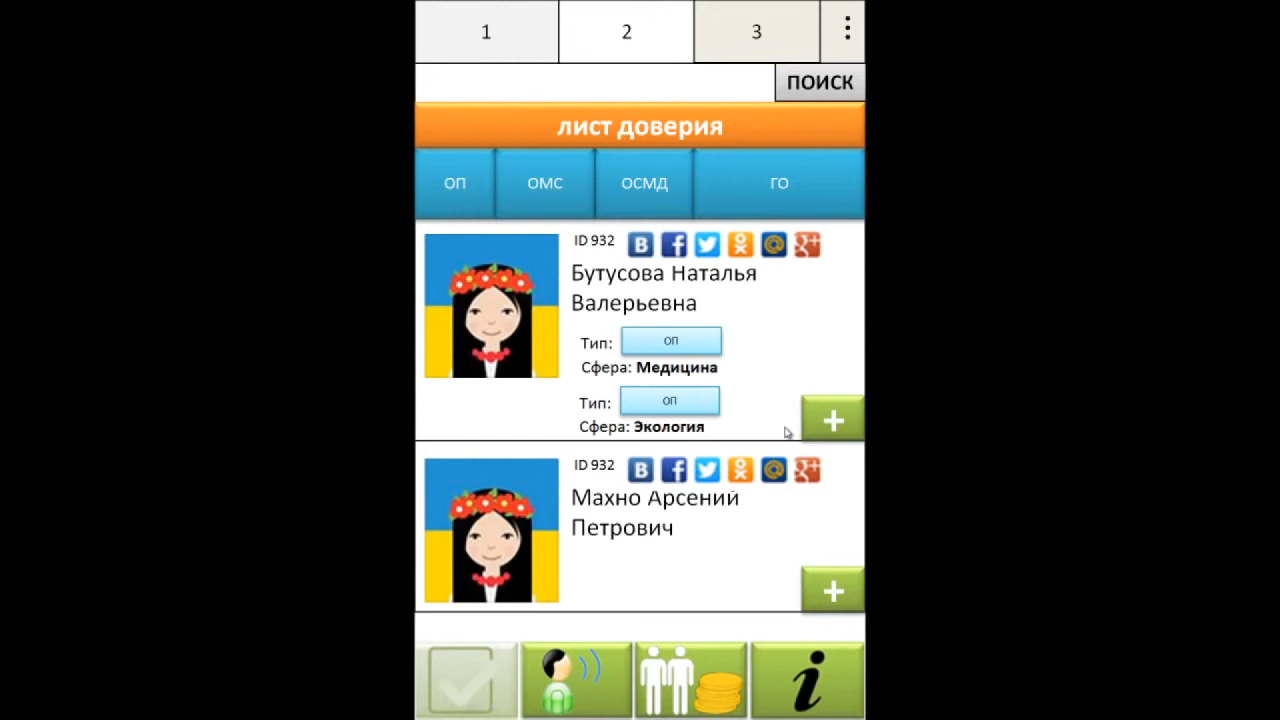 1 2 3
ПОИСК
лист доверия
ОП ОМС ОСМД ГО
ID 932
Бутусова Наталья
Валерьевна
Тип: ОП
Сфера: Медицина
Тип: ОП
Сфера: Экология
+
ID 932
Махно Арсений
Петрович
+